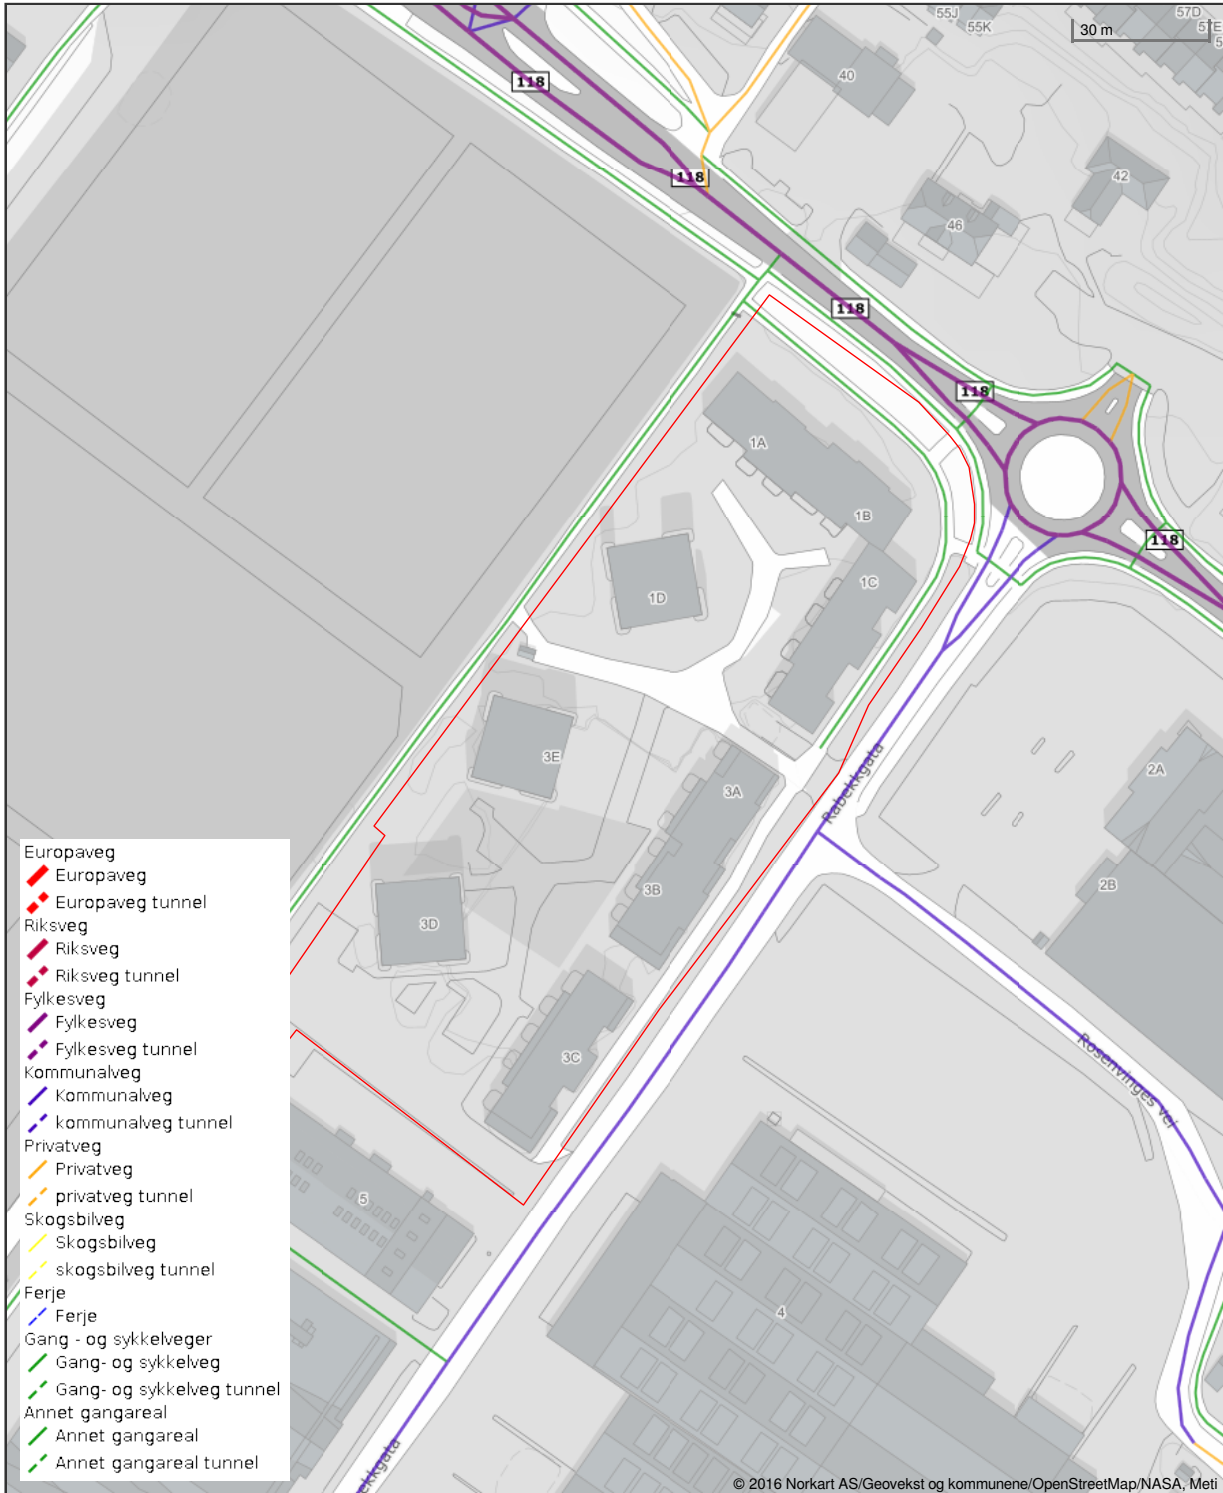 55J
55K
57D
57E
30 m
40
118
118
42
46
118
118
1A
1B
118
1C
1D
3E
3A
2A
Rabekkgata
3B
2B
3D
3C
Rosenvinges vei
5
4
ekkgata
Europaveg
Europaveg
Europaveg tunnel
Riksveg
Riksveg
Riksveg tunnel
Fylkesveg
Fylkesveg
Fylkesveg tunnel
Kommunalveg
Kommunalveg
kommunalveg tunnel
Privatveg
Privatveg
privatveg tunnel
Skogsbilveg
Skogsbilveg
skogsbilveg tunnel
Ferje
Ferje
Gang - og sykkelveger
Gang- og sykkelveg
Gang- og sykkelveg tunnel
Annet gangareal
Annet gangareal
Annet gangareal tunnel
© 2016 Norkart AS/Geovekst og kommunene/OpenStreetMap/NASA, Meti